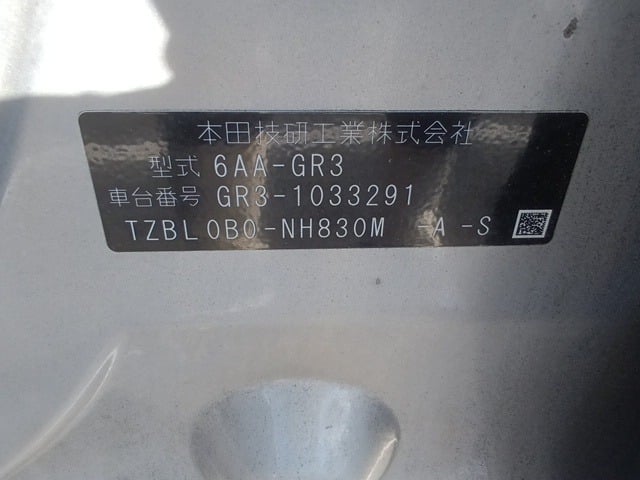 本田技研工業株式会社
型式 6AA-GR3
車台番号 GR3-1033291
TZBL0B0-NH830M -A -S